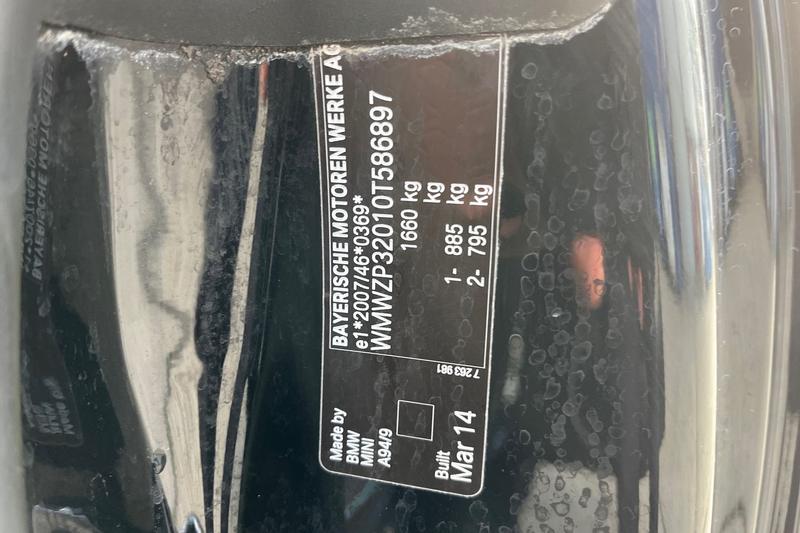 BAYERISCHE MOTOREN WERKE AG
e1*2007/46*0369*
WMWZP32010T586897
1660 kg
kg
1- 885 kg
2- 795 kg
7 263 981
Made by
BMW
MINI
A94/9
Built
Mar 14